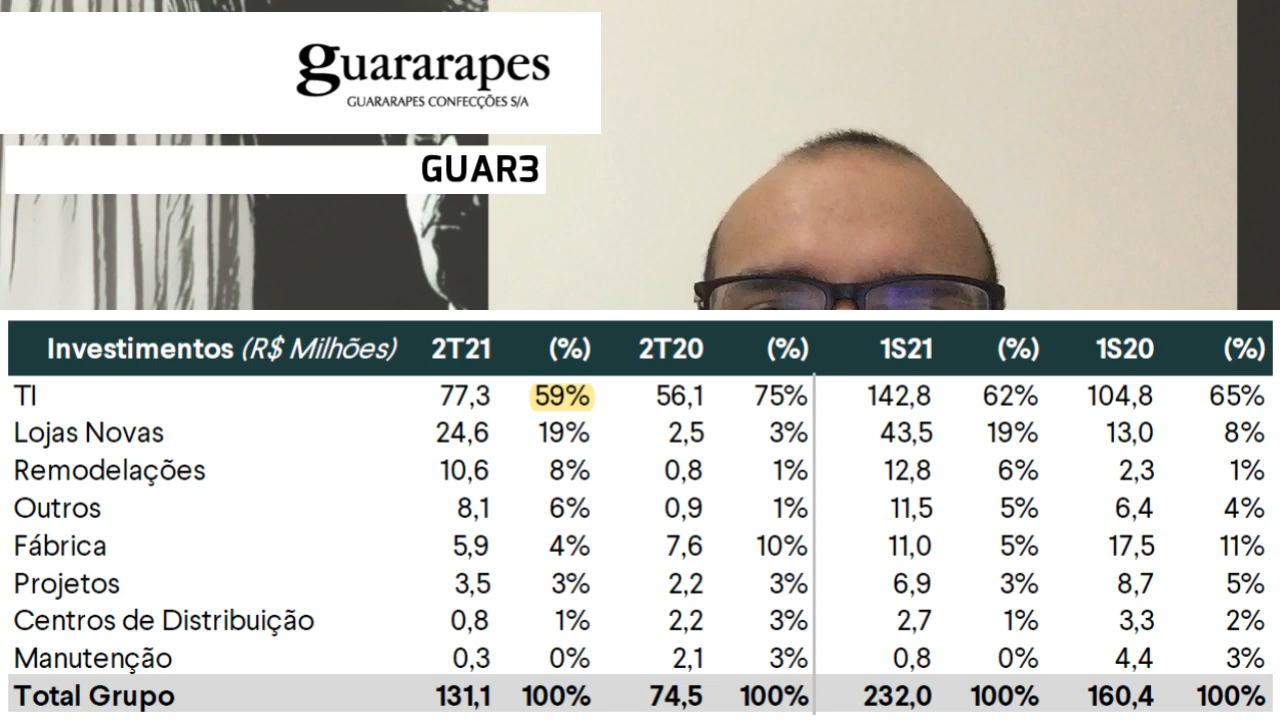 guararapes
GUARARAPES CONFECÇÕES S/A
GUAR3
Investimentos (R$ Milhões) 2T21 (%) 2T20 (%) 1S21 (%) 1S20 (%)
TI 77,3 59% 56,1 75% 142,8 62% 104,8 65%
Lojas Novas 24,6 19% 2,5 3% 43,5 19% 13,0 8%
Remodelações 10,6 8% 0,8 1% 12,8 6% 2,3 1%
Outros 8,1 6% 0,9 1% 11,5 5% 6,4 4%
Fábrica 5,9 4% 7,6 10% 11,0 5% 17,5 11%
Projetos 3,5 3% 2,2 3% 6,9 3% 8,7 5%
Centros de Distribuição 0,8 1% 2,2 3% 2,7 1% 3,3 2%
Manutenção 0,3 0% 2,1 3% 0,8 0% 4,4 3%
Total Grupo 131,1 100% 74,5 100% 232,0 100% 160,4 100%